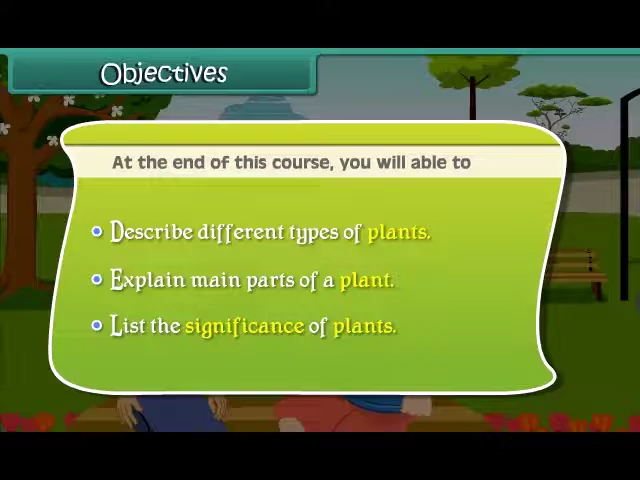 Objectives
At the end of this course, you will able to
Describe different types of plants.
Explain main parts of a plant.
List the significance of plants.